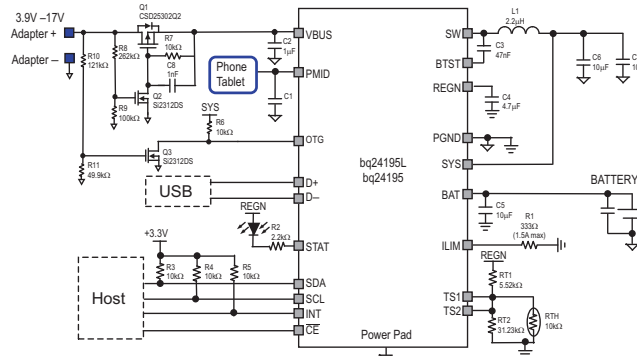 3.9V –17V
Adapter +
Adapter –
Q1
CSD25302Q2
R10
121kΩ
R8
262kΩ
R7
10kΩ
C8
1nF
C2
1μF
Q2
Si2312DS
R9
100kΩ
Phone
Tablet
C1
SYS
R6
10kΩ
Q3
Si2312DS
R11
49.9kΩ
USB
REGN
R2
2.2kΩ
+3.3V
R3
10kΩ
R4
10kΩ
R5
10kΩ
Host
VBUS
PMID
OTG
D+
D–
STAT
SDA
SCL
INT
CE
bq24195L
bq24195
Power Pad
SW
BTST
REGN
PGND
SYS
BAT
ILIM
TS1
TS2
L1
2.2μH
C3
47nF
C6
10μF
C4
4.7μF
BATTERY
C5
10μF
R1
333Ω
(1.5A max)
REGN
RT1
5.52kΩ
RT2
31.23kΩ
RTH
10kΩ